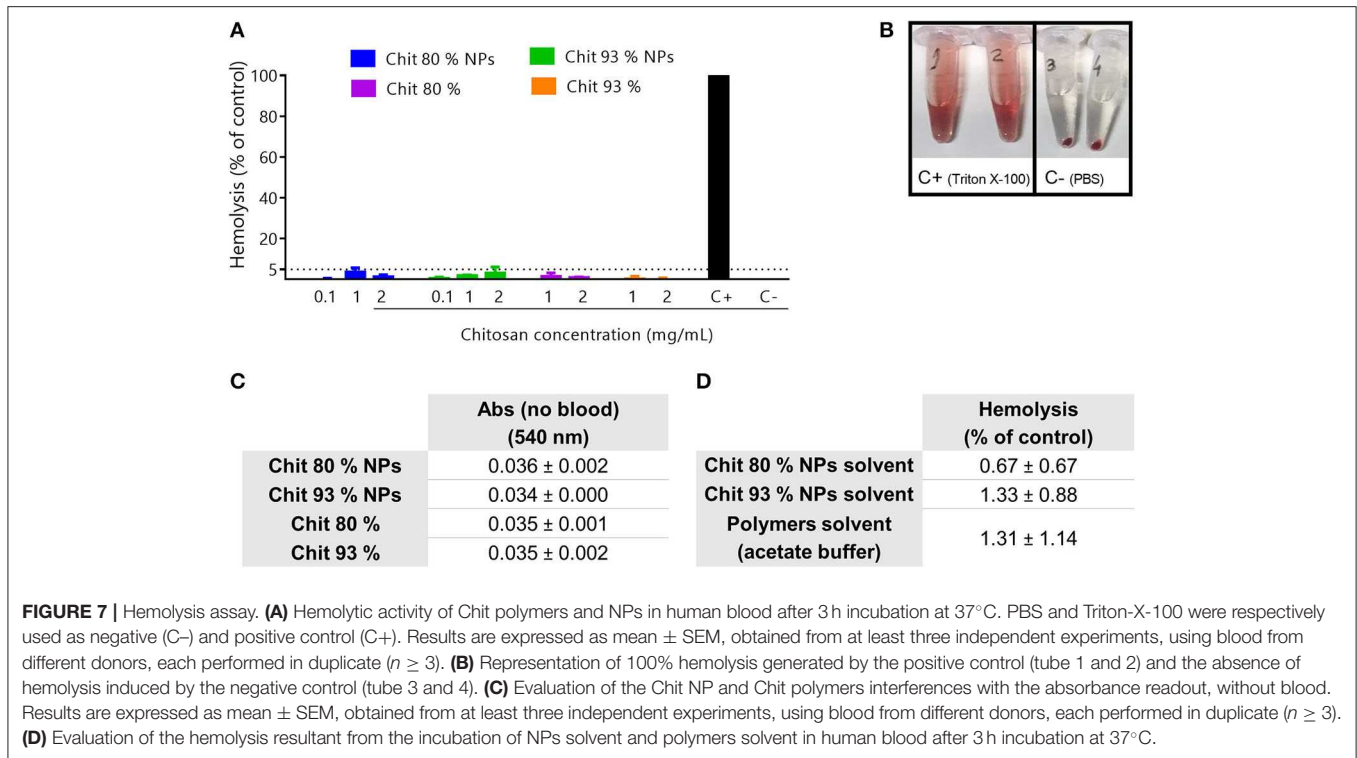 A
Chit 80 % NPs
Chit 93 % NPs
Chit 80 %
Chit 93 %
Hemolysis (% of control)
100
80
60
40
20
5
0.1 1 2 0.1 1 2 1 2 1 2 C+ C-
Chitosan concentration (mg/mL)
B
1 2 3 4
C+ (Triton X-100) C- (PBS)
C
Abs (no blood)
(540 nm)
Chit 80 % NPs 0.036 ± 0.002
Chit 93 % NPs 0.034 ± 0.000
Chit 80 % 0.035 ± 0.001
Chit 93 % 0.035 ± 0.002
D
Hemolysis
(% of control)
Chit 80 % NPs solvent 0.67 ± 0.67
Chit 93 % NPs solvent 1.33 ± 0.88
Polymers solvent
(acetate buffer) 1.31 ± 1.14
FIGURE 7 | Hemolysis assay. (A) Hemolytic activity of Chit polymers and NPs in human blood after 3 h incubation at 37°C. PBS and Triton-X-100 were respectively
used as negative (C–) and positive control (C+). Results are expressed as mean ± SEM, obtained from at least three independent experiments, using blood from
different donors, each performed in duplicate (n ≥ 3). (B) Representation of 100% hemolysis generated by the positive control (tube 1 and 2) and the absence of
hemolysis induced by the negative control (tube 3 and 4). (C) Evaluation of the Chit NP and Chit polymers interferences with the absorbance readout, without blood.
Results are expressed as mean ± SEM, obtained from at least three independent experiments, using blood from different donors, each performed in duplicate (n ≥ 3).
(D) Evaluation of the hemolysis resultant from the incubation of NPs solvent and polymers solvent in human blood after 3 h incubation at 37°C.